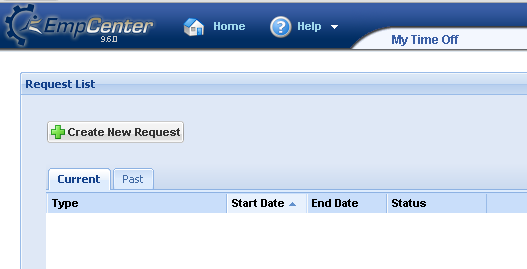 EmpCenter
9.6.0
Home
Help
My Time Off
Request List
Create New Request
Current
Past
Type
Start Date
End Date
Status